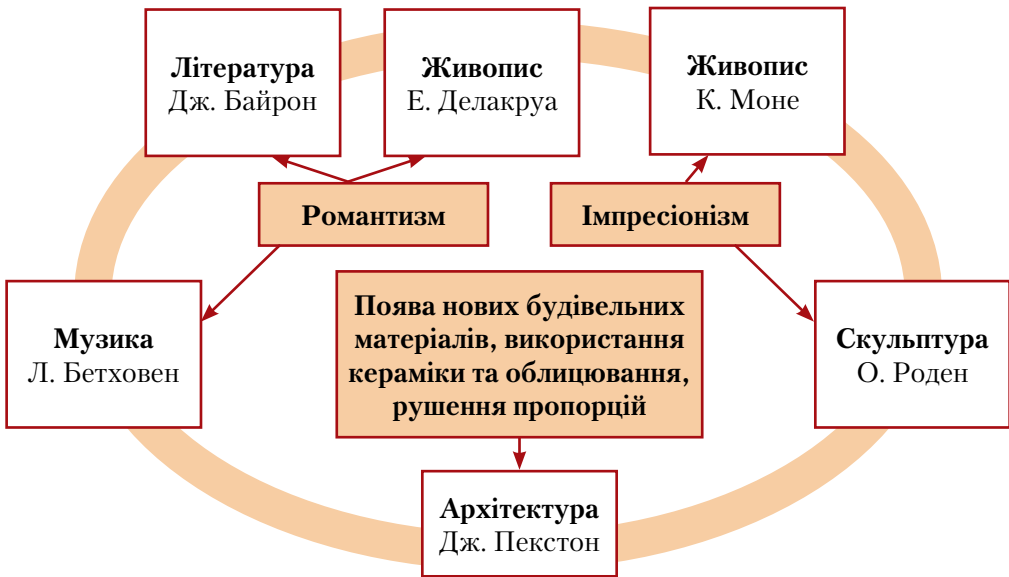 Література
Дж. Байрон
Живопис
Е. Делакруа
Живопис
К. Моне
Романтизм
Імпресіонізм
Музика
Л. Бетховен
Поява нових будівельних
матеріалів, використання
кераміки та облицювання,
рушення пропорцій
Скульптура
О. Роден
Архітектура
Дж. Пекстон